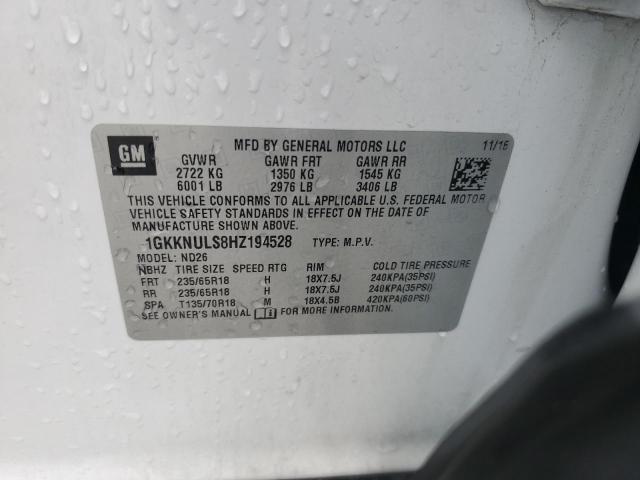 GM
MFD BY GENERAL MOTORS LLC 11/16
GVWR GAWR FRT GAWR RR
2722 KG 1350 KG 1545 KG
6001 LB 2976 LB 3406 LB
THIS VEHICLE CONFORMS TO ALL APPLICABLE U.S. FEDERAL MOTOR
VEHICLE SAFETY STANDARDS IN EFFECT ON THE DATE OF
MANUFACTURE SHOWN ABOVE.
1GKKNULS8HZ194528 TYPE: M.P.V.
MODEL: ND26
NBHZ TIRE SIZE SPEED RTG RIM COLD TIRE PRESSURE
FRT 235/65R18 H 18X7.5J 240KPA(35PSI)
RR 235/65R18 H 18X7.5J 240KPA(35PSI)
SPA T135/70R18 M 18X4.5B 420KPA(60PSI)
SEE OWNER'S MANUAL FOR MORE INFORMATION.